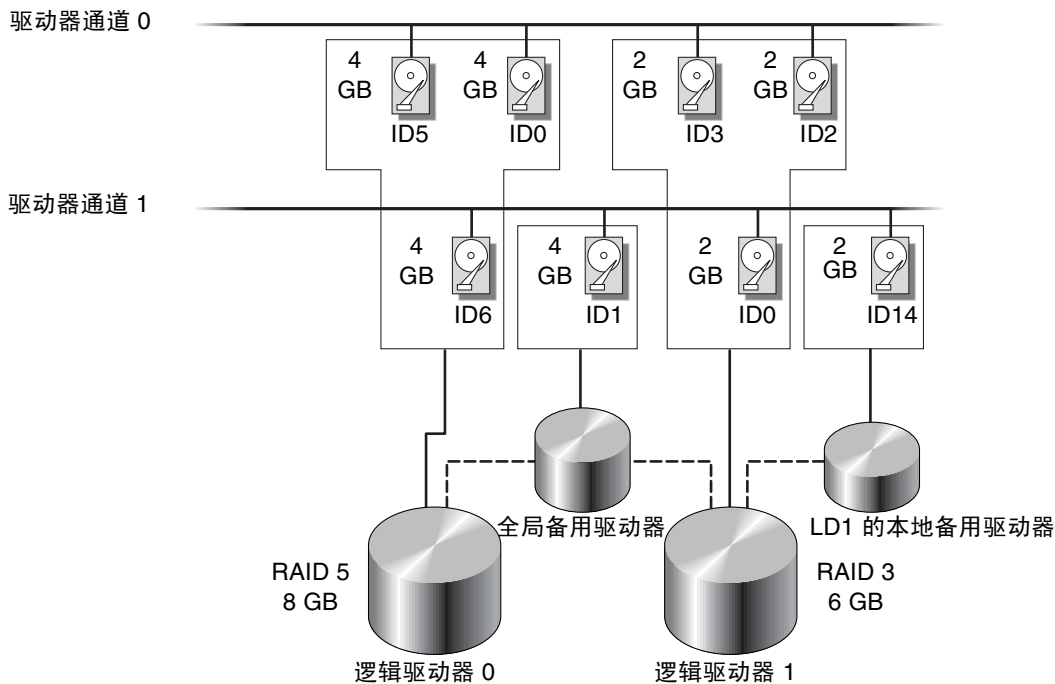 驱动器通道 0
4
GB
ID5
4
GB
ID0
2
GB
ID3
2
GB
ID2
驱动器通道 1
4
GB
ID6
4
GB
ID1
2
GB
ID0
2
GB
ID14
全局备用驱动器
LD1 的本地备用驱动器
RAID 5
8 GB
RAID 3
6 GB
逻辑驱动器 0
逻辑驱动器 1